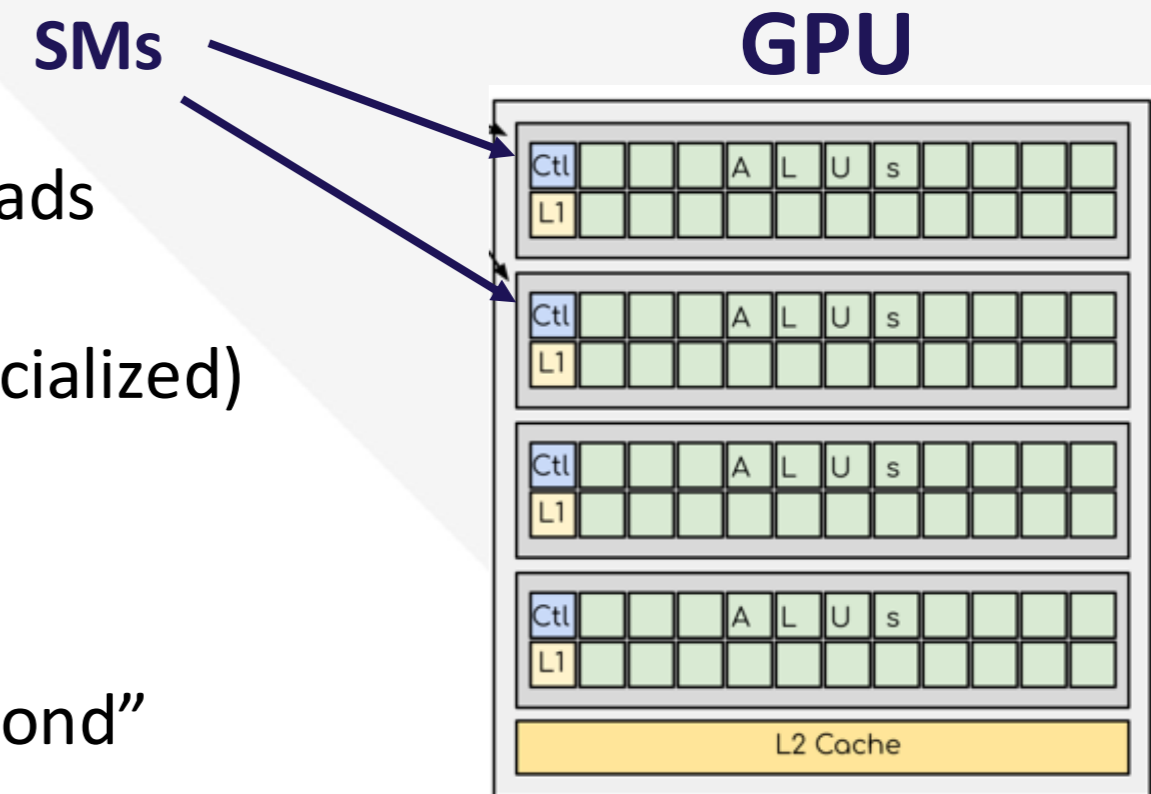 SMs
GPU
ads
cialized)
ond”
Ctl A L U s
L1
Ctl A L U s
L1
Ctl A L U s
L1
Ctl A L U s
L1
L2 Cache